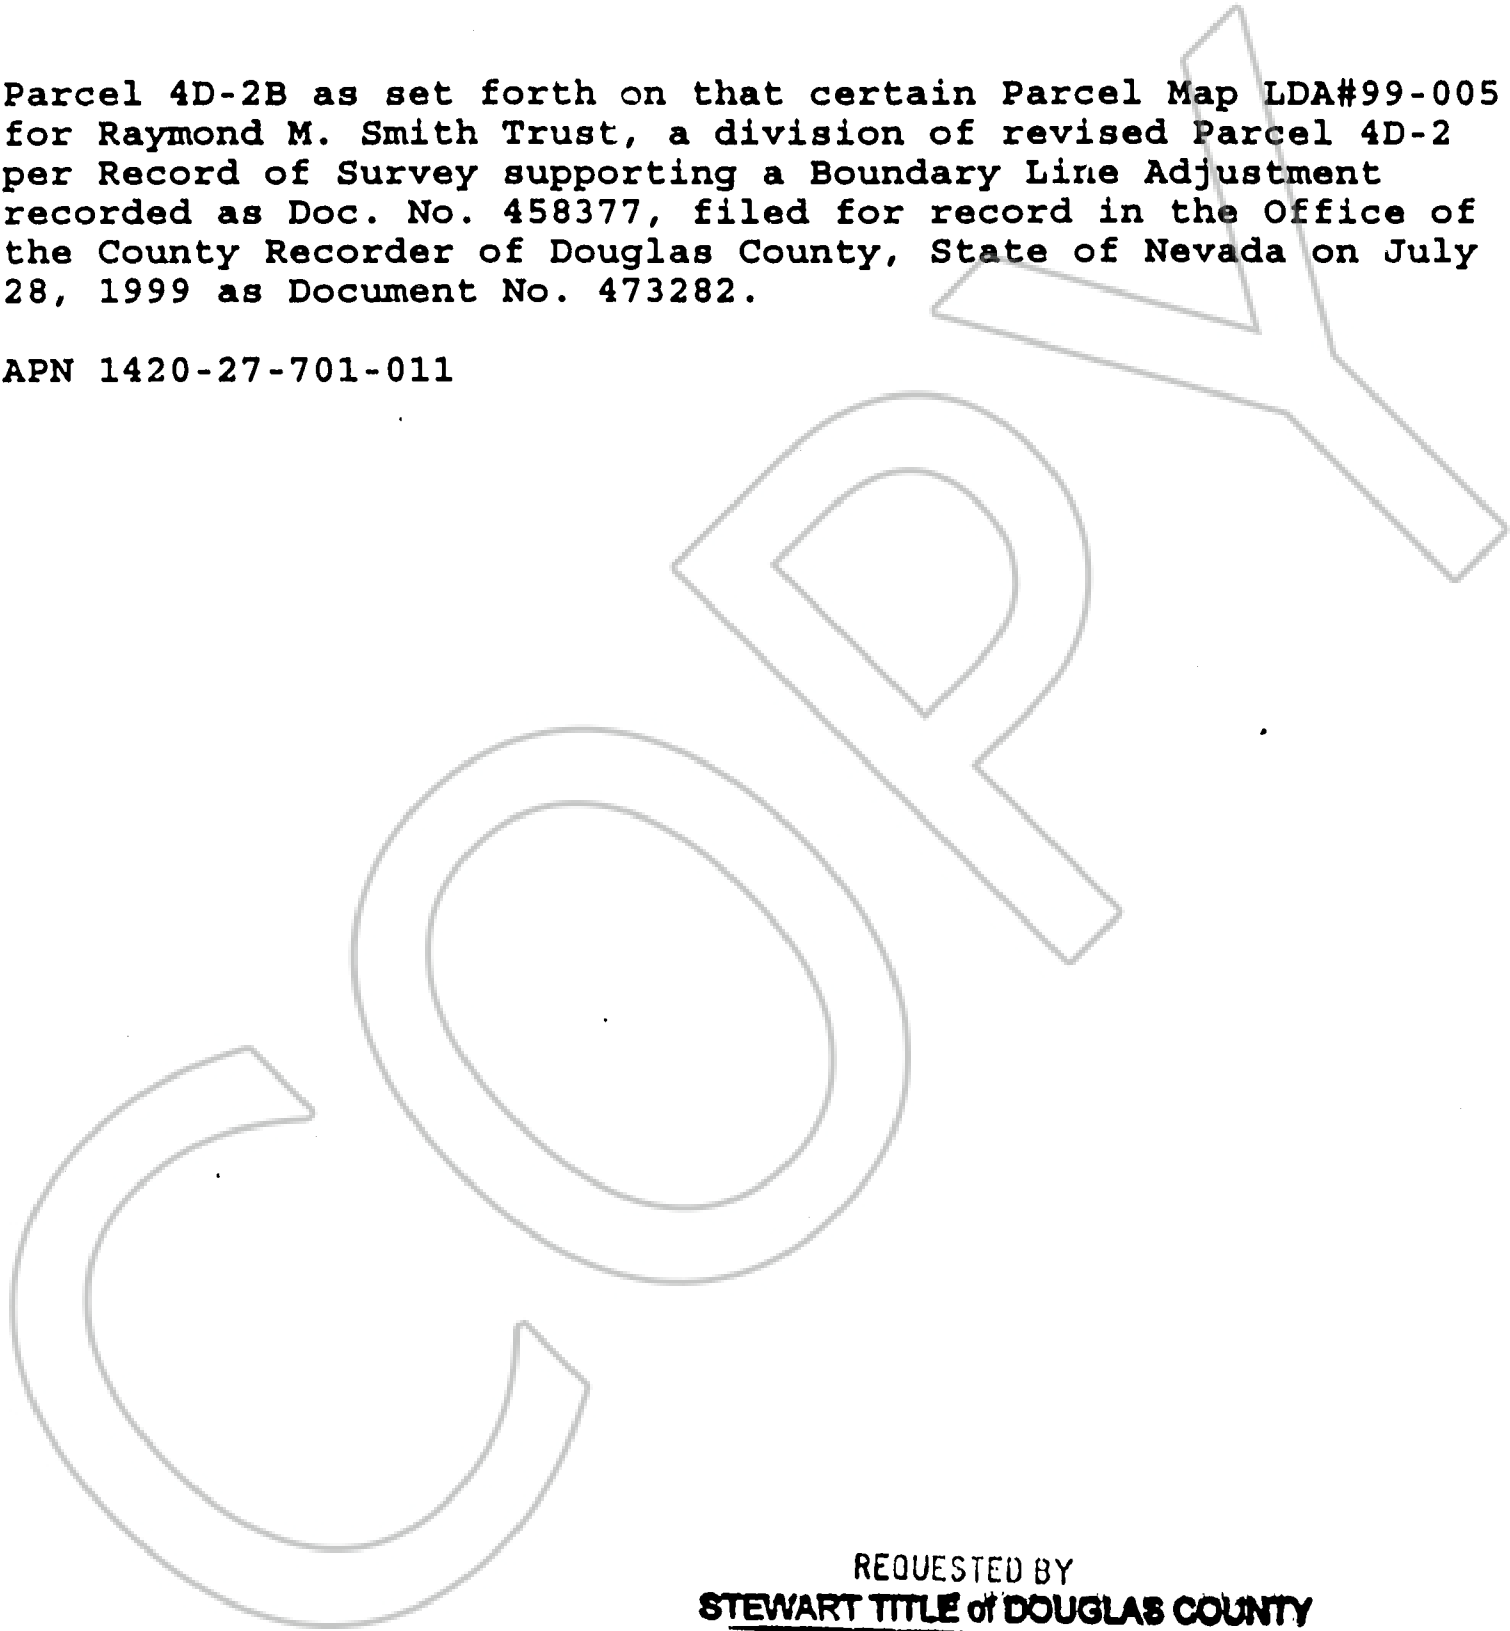 Parcel 4D-2B as set forth on that certain Parcel Map LDA#99-005
for Raymond M. Smith Trust, a division of revised Parcel 4D-2
per Record of Survey supporting a Boundary Line Adjustment
recorded as Doc. No. 458377, filed for record in the Office of
the County Recorder of Douglas County, State of Nevada on July
28, 1999 as Document No. 473282.
APN 1420-27-701-011
COPY
REQUESTED BY
STEWART TITLE of DOUGLAS COUNTY